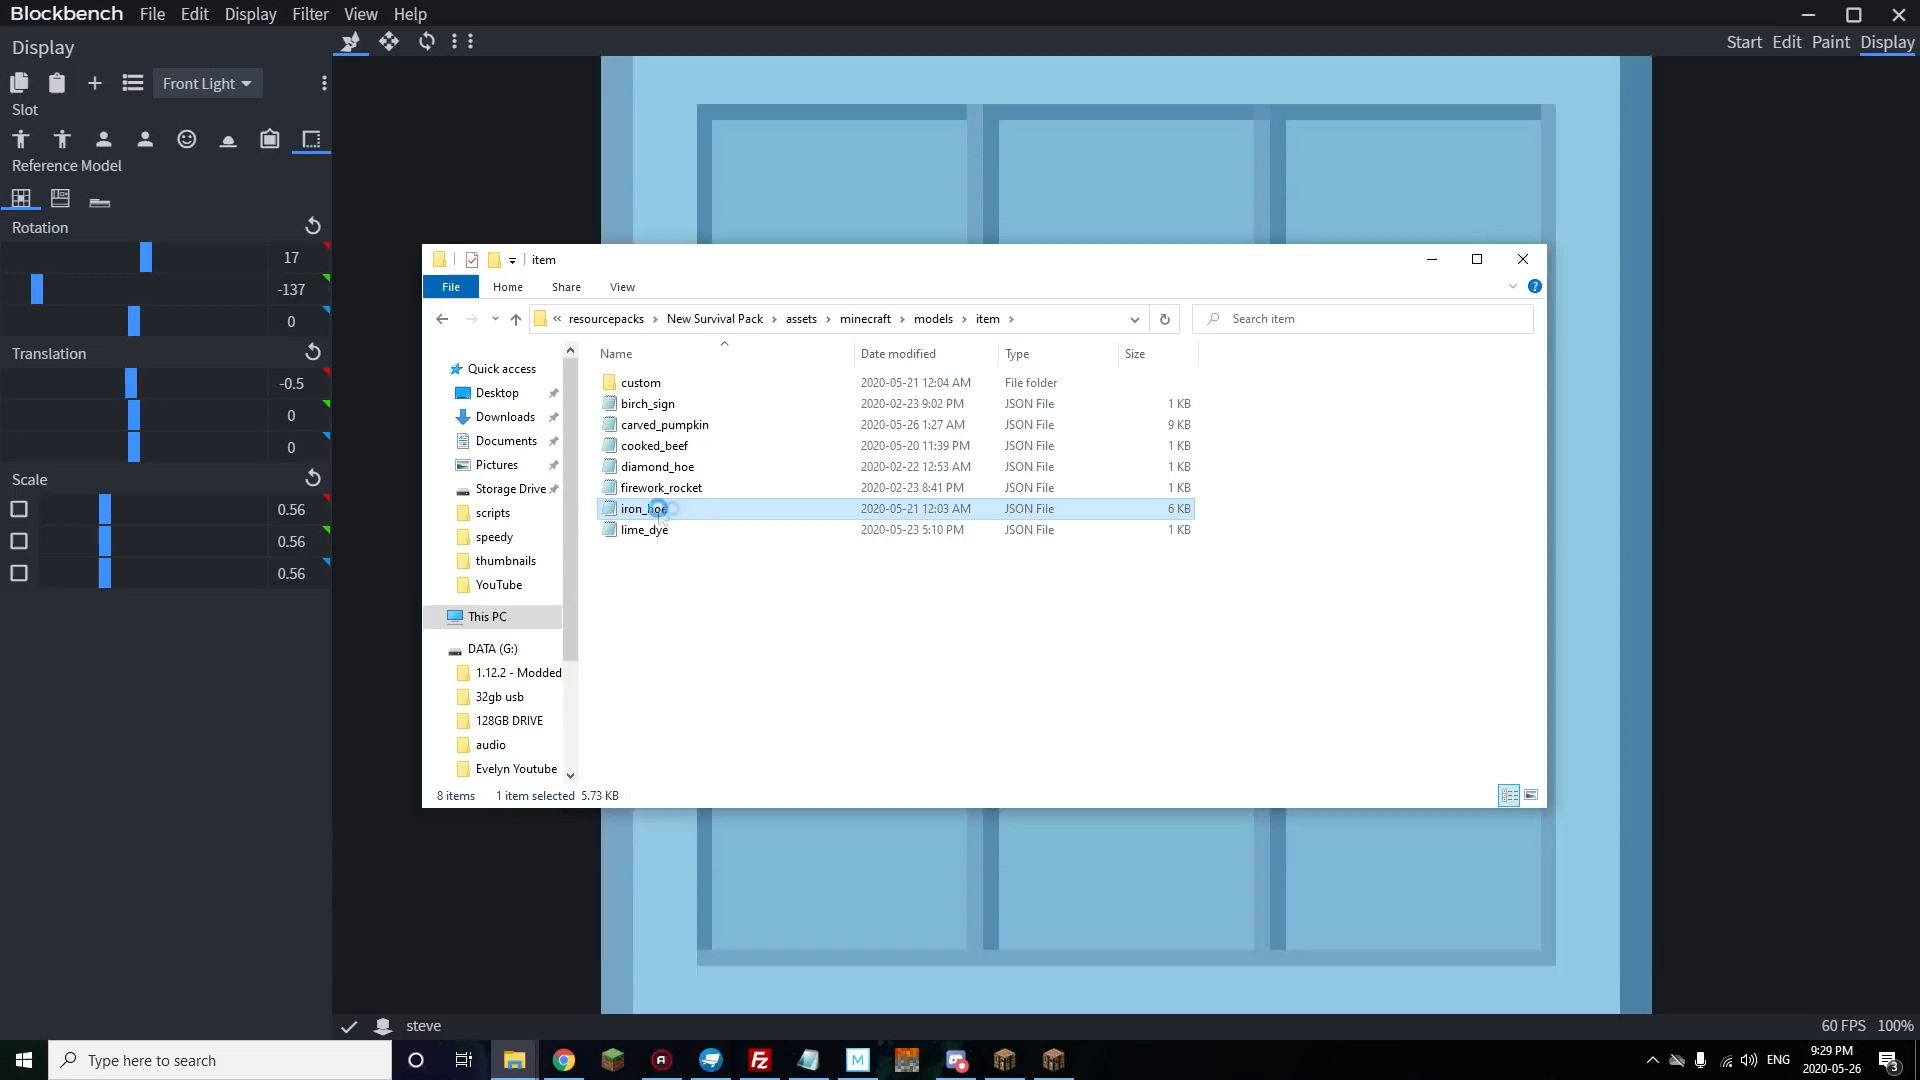 Blockbench File Edit Display Filter View Help
Display
Start Edit Paint Display
Front Light
Slot
Reference Model
Rotation
17
-137
0
Translation
-0.5
0
0
Scale
0.56
0.56
0.56
item
File Home Share View
« resourcepacks > New Survival Pack > assets > minecraft > models > item >
Search item
Name Date modified Type Size
custom 2020-05-21 12:04 AM File folder
birch_sign 2020-02-23 9:02 PM JSON File 1 KB
carved_pumpkin 2020-05-26 1:27 AM JSON File 9 KB
cooked_beef 2020-05-20 11:39 PM JSON File 1 KB
diamond_hoe 2020-02-22 12:53 AM JSON File 1 KB
firework_rocket 2020-02-23 8:41 PM JSON File 1 KB
iron_hoe 2020-05-21 12:03 AM JSON File 6 KB
lime_dye 2020-05-23 5:10 PM JSON File 1 KB
Quick access
Desktop
Downloads
Documents
Pictures
Storage Drive
scripts
speedy
thumbnails
YouTube
This PC
DATA (G:)
1.12.2 - Modded
32gb usb
128GB DRIVE
audio
Evelyn Youtube
8 items 1 item selected 5.73 KB
steve
60 FPS 100%
Type here to search
ENG
9:29 PM
2020-05-26
3